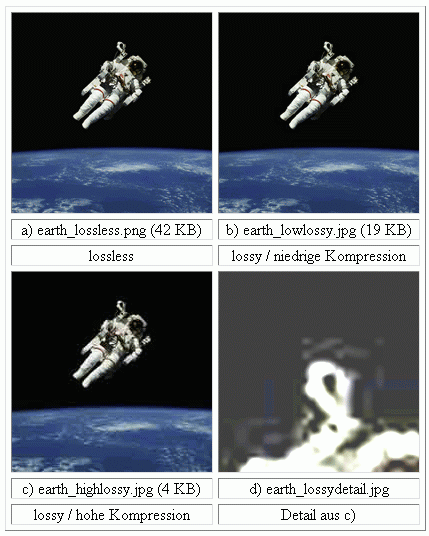 a) earth_lossless.png (42 KB)
b) earth_lowlossy.jpg (19 KB)
lossless
lossy / niedrige Kompression
c) earth_highlossy.jpg (4 KB)
d) earth_lossydetail.jpg
lossy / hohe Kompression
Detail aus c)